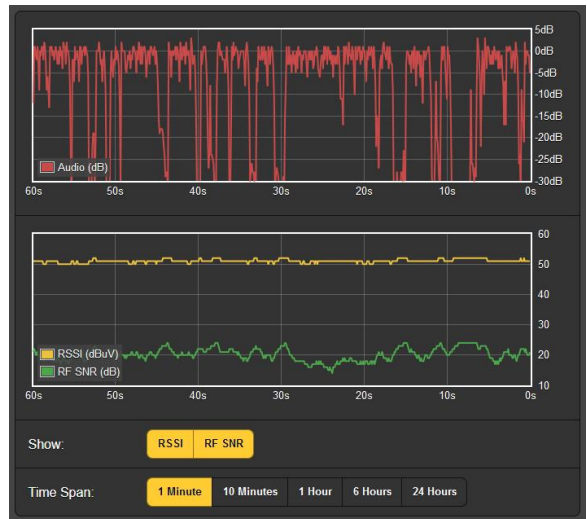 5dB
0dB
-5dB
-10dB
-15dB
-20dB
-25dB
-30dB
Audio (dB)
60s 50s 40s 30s 20s 10s 0s
60
50
40
30
20
10
RSSI (dBuV)
RF SNR (dB)
60s 50s 40s 30s 20s 10s 0s
Show: RSSI RF SNR
Time Span: 1 Minute 10 Minutes 1 Hour 6 Hours 24 Hours